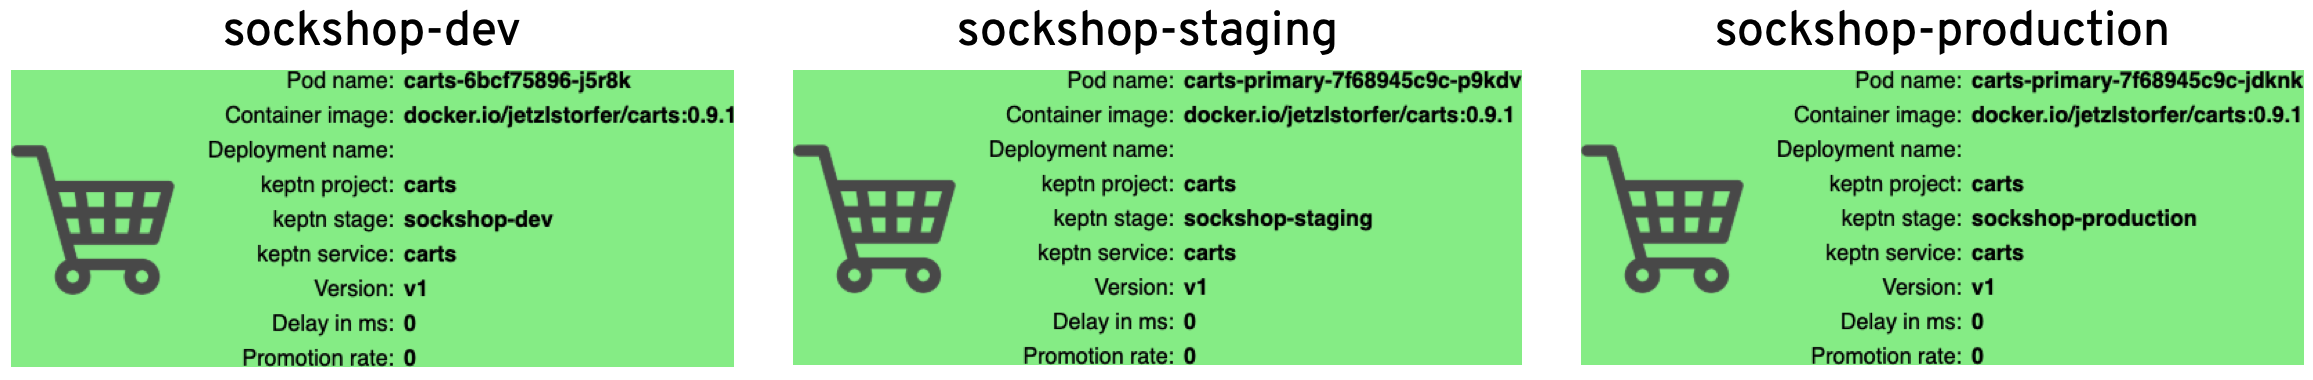 sockshop-dev
Pod name: carts-6bcf75896-j5r8k
Container image: docker.io/jetzlstorfer/carts:0.9.1
Deployment name:
keptn project: carts
keptn stage: sockshop-dev
keptn service: carts
Version: v1
Delay in ms: 0
Promotion rate: 0
sockshop-staging
Pod name: carts-primary-7f68945c9c-p9kdv
Container image: docker.io/jetzlstorfer/carts:0.9.1
Deployment name:
keptn project: carts
keptn stage: sockshop-staging
keptn service: carts
Version: v1
Delay in ms: 0
Promotion rate: 0
sockshop-production
Pod name: carts-primary-7f68945c9c-jdknk
Container image: docker.io/jetzlstorfer/carts:0.9.1
Deployment name:
keptn project: carts
keptn stage: sockshop-production
keptn service: carts
Version: v1
Delay in ms: 0
Promotion rate: 0